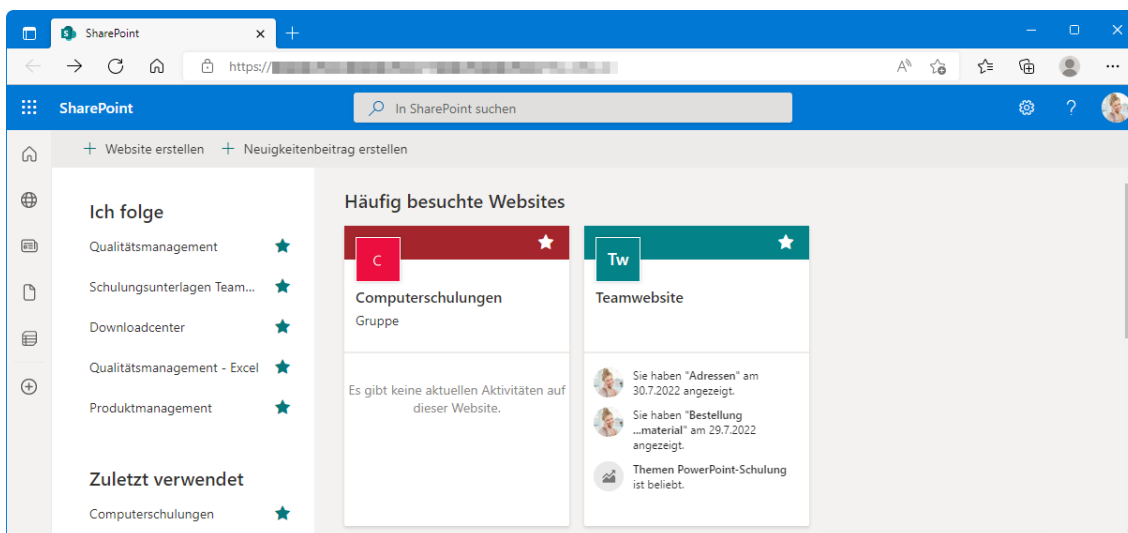 SharePoint
https://
SharePoint
In SharePoint suchen
Website erstellen
Neuigkeitenbeitrag erstellen
Ich folge
Qualitätsmanagement
Schulungsunterlagen Team...
Downloadcenter
Qualitätsmanagement - Excel
Produktmanagement
Zuletzt verwendet
Computerschulungen
Häufig besuchte Websites
C
Computerschulungen
Gruppe
Es gibt keine aktuellen Aktivitäten auf
dieser Website.
Tw
Teamwebsite
Sie haben "Adressen" am
30.7.2022 angezeigt.
Sie haben "Bestellung
...material" am 29.7.2022
angezeigt.
Themen PowerPoint-Schulung
ist beliebt.